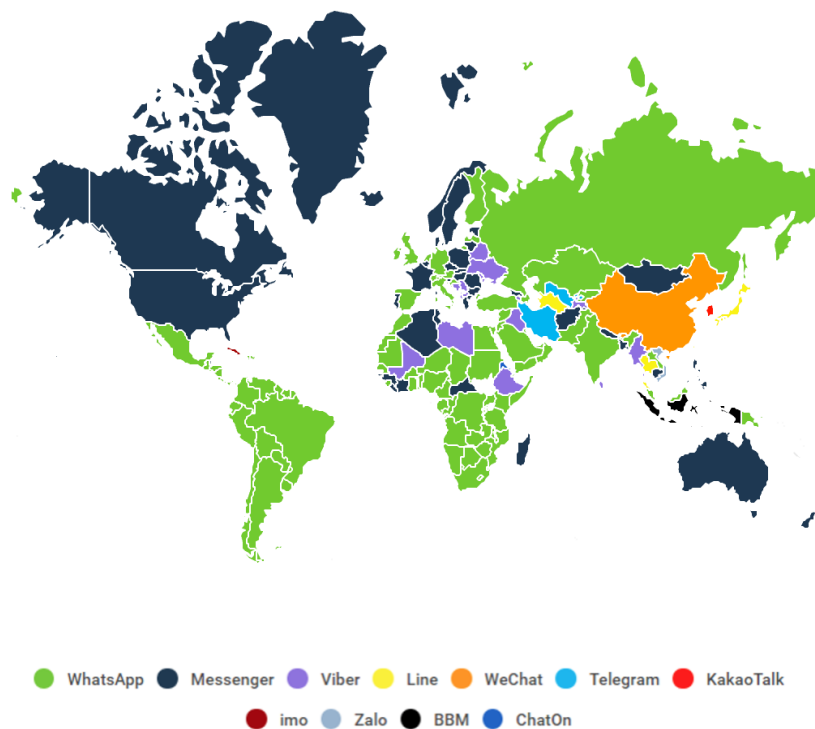 WhatsApp Messenger Viber Line WeChat Telegram KakaoTalk
imo Zalo BBM ChatOn